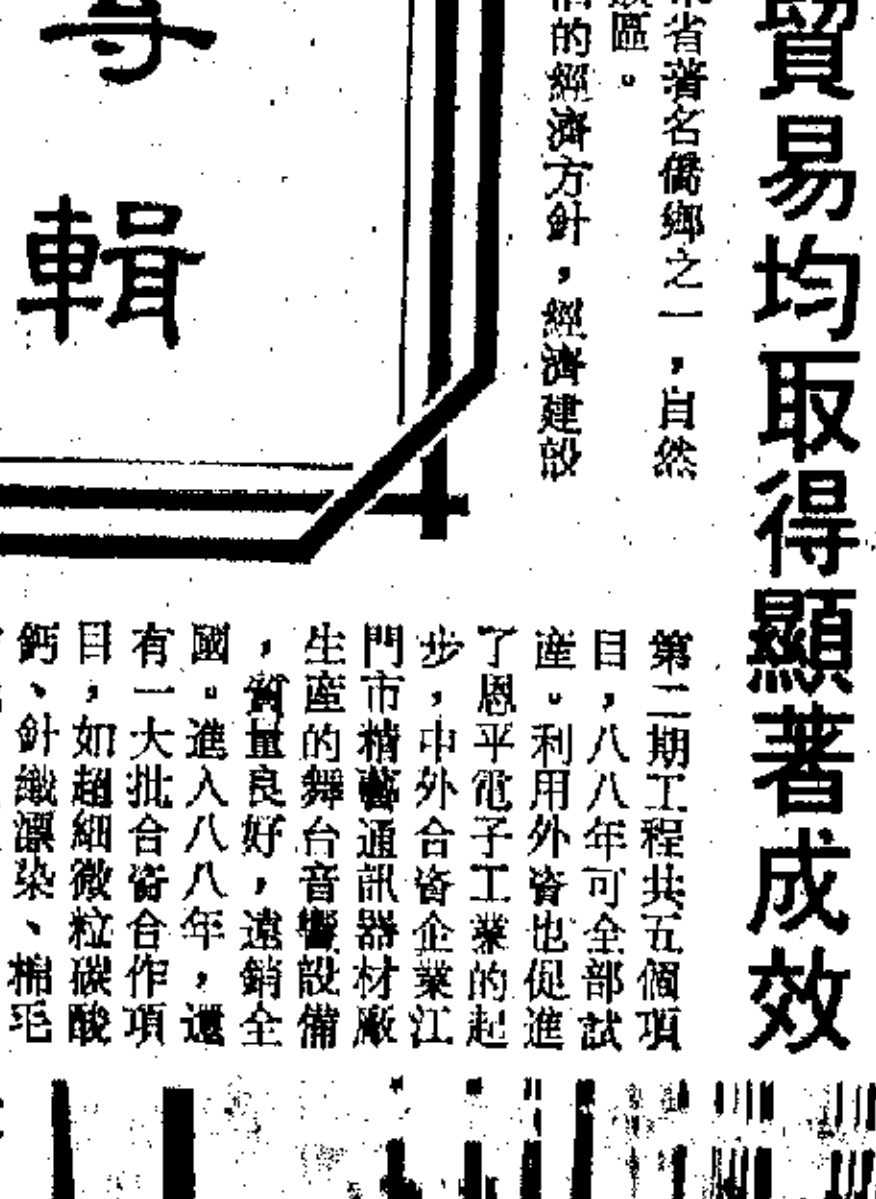 貿易均取得顯著成效
省著名僑鄉之一，自然
區。
的經濟方針，經濟建設
輯
第二期工程共五個項
目，八八年可全部試
產。利用外資也促進
了恩平電子工業的起
步，中外合資企業江
門市精藝通訊器材廠
生產的舞台音響設備
，質量良好，遠銷全
國。進入八八年，還
有一大批合資合作項
目，如超細微粒碳酸
鈣、針織漂染、棉毛